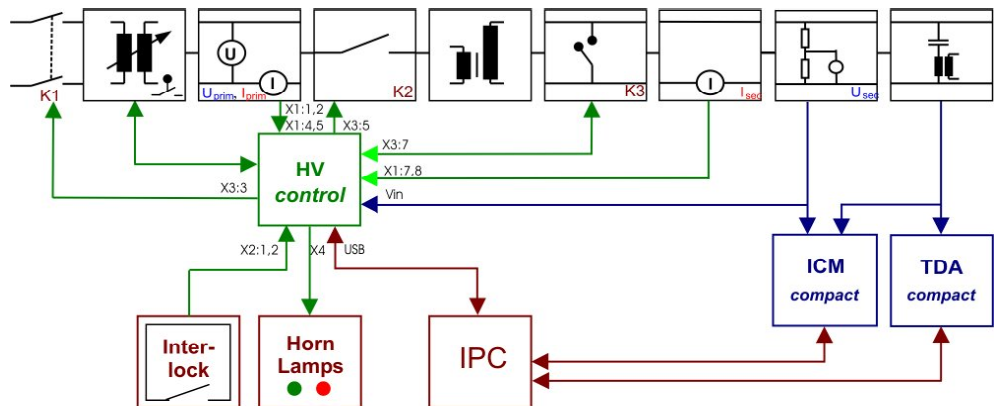 U
I
I
K1
Uprim, Iprim
K2
K3
Isec
Usec
X1:1,2
X1:4,5
X3:5
X3:7
HV
control
X3:3
X1:7,8
Vin
X2:1,2
X4
USB
ICM
compact
TDA
compact
Inter-
lock
Horn
Lamps
IPC